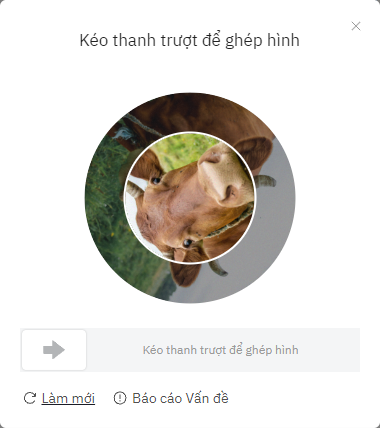 Kéo thanh trượt để ghép hình
Kéo thanh trượt để ghép hình
Làm mới
Báo cáo Vấn đề